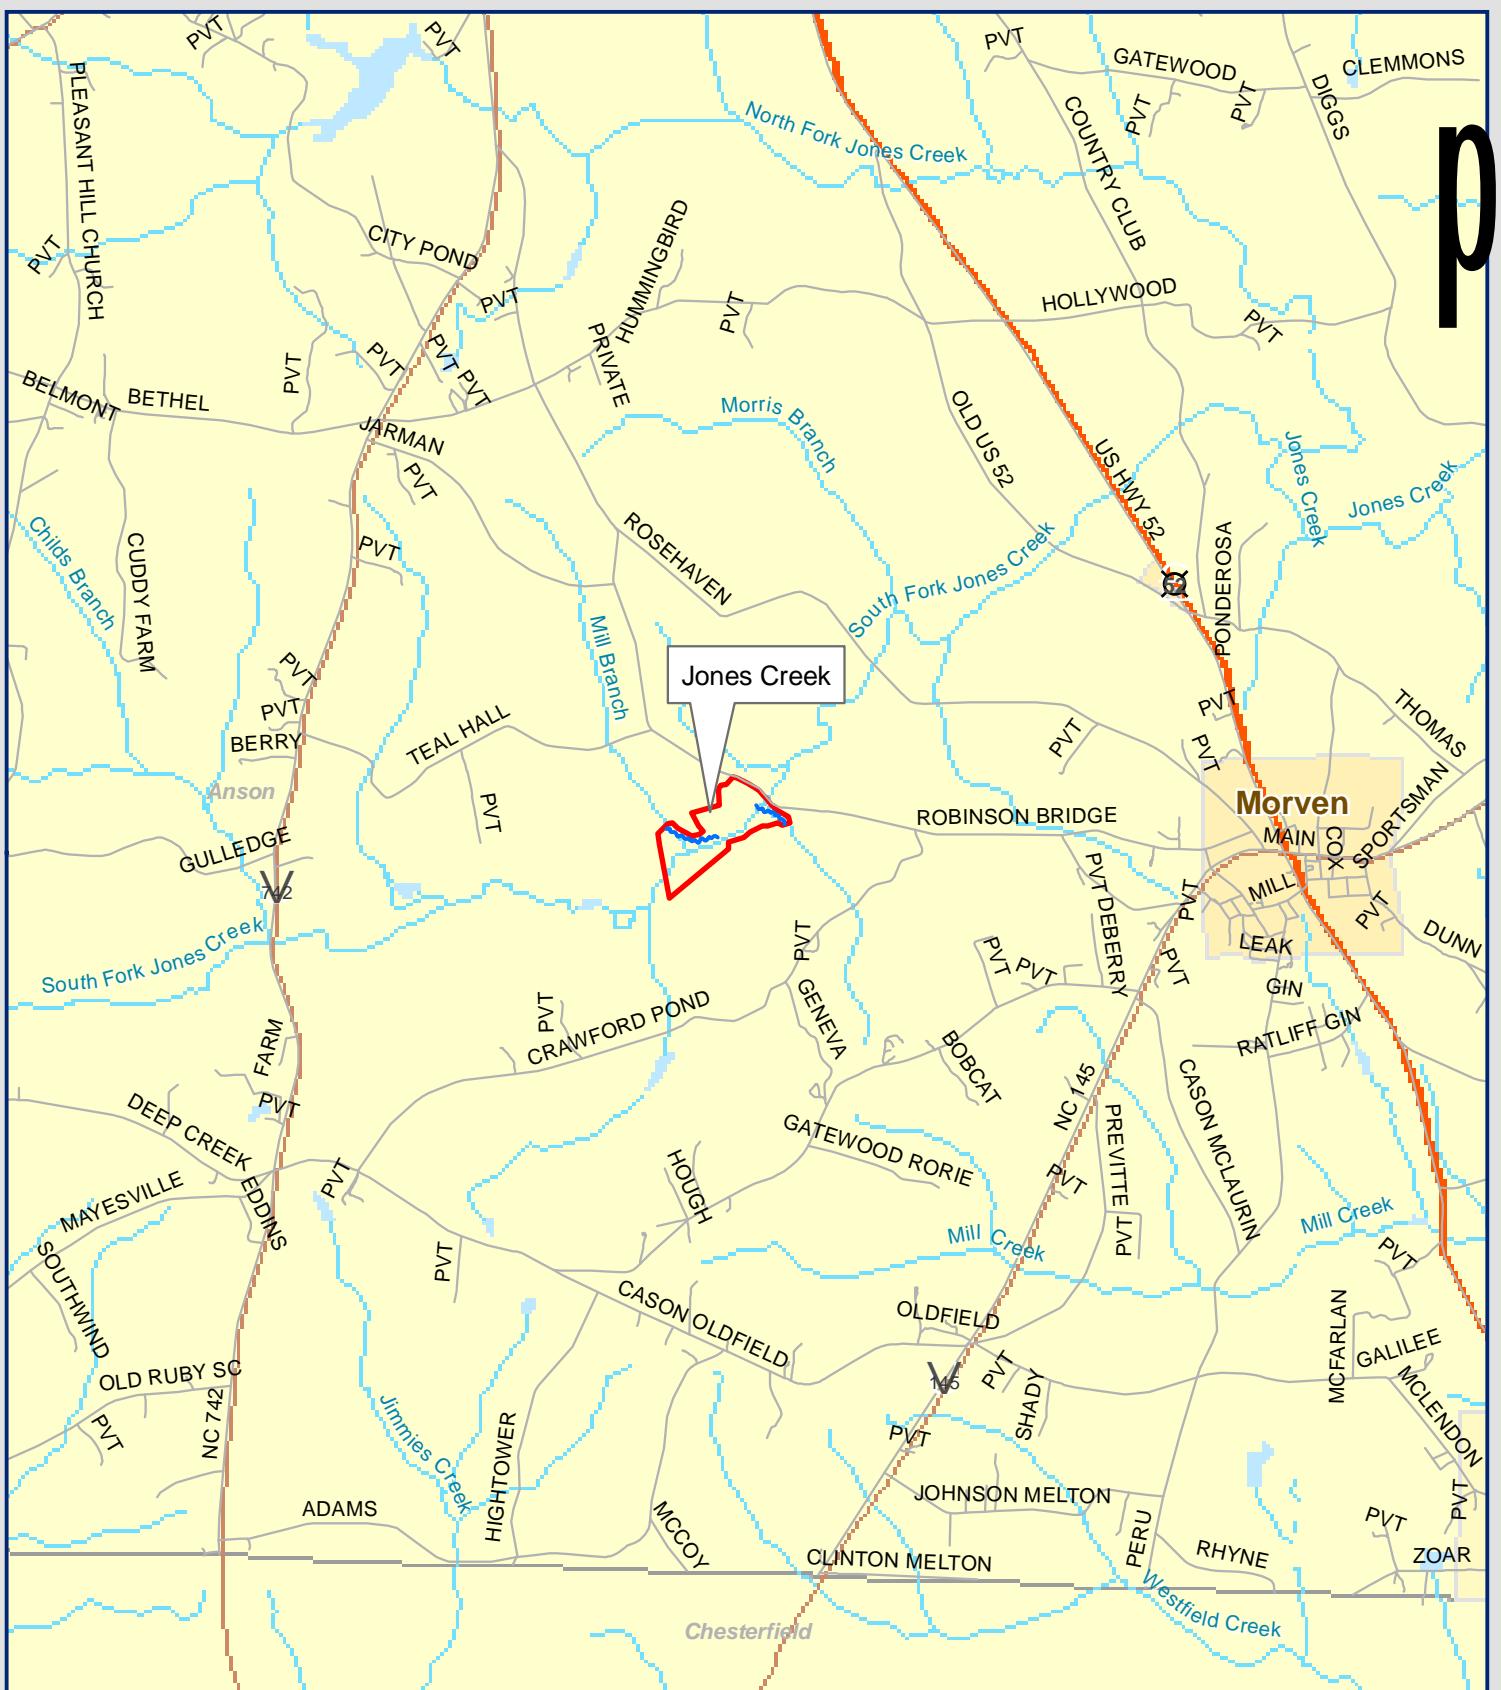 PVT
PVT
PVT
GATEWOOD
CLEMMONS
PLEASANT HILL CHURCH
DIGGS
PVT
PVT
COUNTRY CLUB
North Fork Jones Creek
p
PVT
CITY POND
HUMMINGBIRD
PVT
PVT
HOLLYWOOD
PVT
PRIVATE
PVT
PVT
PVT
PVT
BELMONT
BETHEL
JARMAN
Morris Branch
OLD US 52
US HWY 52
Jones Creek
Jones Creek
PVT
Childs Branch
CUDDY FARM
PVT
ROSEHAVEN
South Fork Jones Creek
52
PONDEROSA
Mill Branch
PVT
Jones Creek
PVT
BERRY
TEAL HALL
PVT
PVT
PVT
THOMAS
Anson
PVT
Morven
SPORTSMAN
ROBINSON BRIDGE
MAIN
COX
GULLEDGE
742
PVT
DEBERRY
PVT
MILL
PVT
DUNN
LEAK
South Fork Jones Creek
PVT
PVT
PVT
PVT
GIN
GENEVA
PVT
CRAWFORD POND
FARM
BOBCAT
RATLIFF GIN
NC 145
CASON MCLAURIN
PVT
DEEP CREEK
PREVITTE
GATEWOOD RORIE
HOUGH
PVT
MAYESVILLE
EDDINS
PVT
Mill Creek
PVT
Mill Creek
PVT
SOUTHWIND
PVT
CASON OLDFIELD
OLDFIELD
MCFARLAN
GALILEE
OLD RUBY SC
145
PVT
SHADY
MCLENDON
NC 742
PVT
Jimmies Creek
HIGHTOWER
PVT
JOHNSON MELTON
PVT
ADAMS
MCCOY
PERU
PVT
CLINTON MELTON
RHYNE
ZOAR
Westfield Creek
Chesterfield